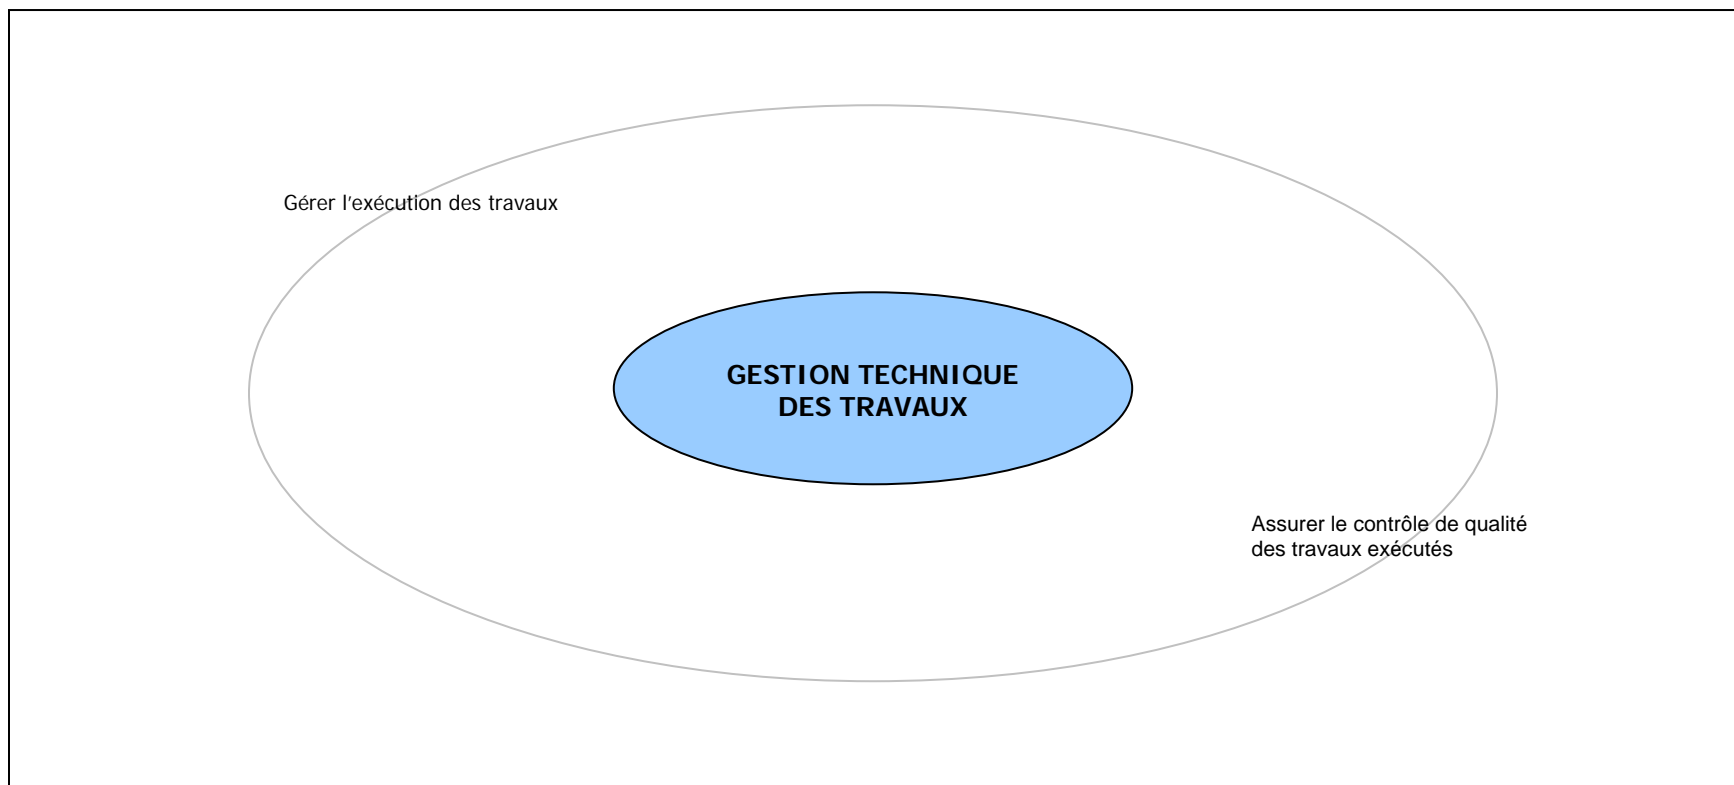 Gérer l'exécution des travaux
GESTION TECHNIQUE
DES TRAVAUX
Assurer le contrôle de qualité
des travaux exécutés